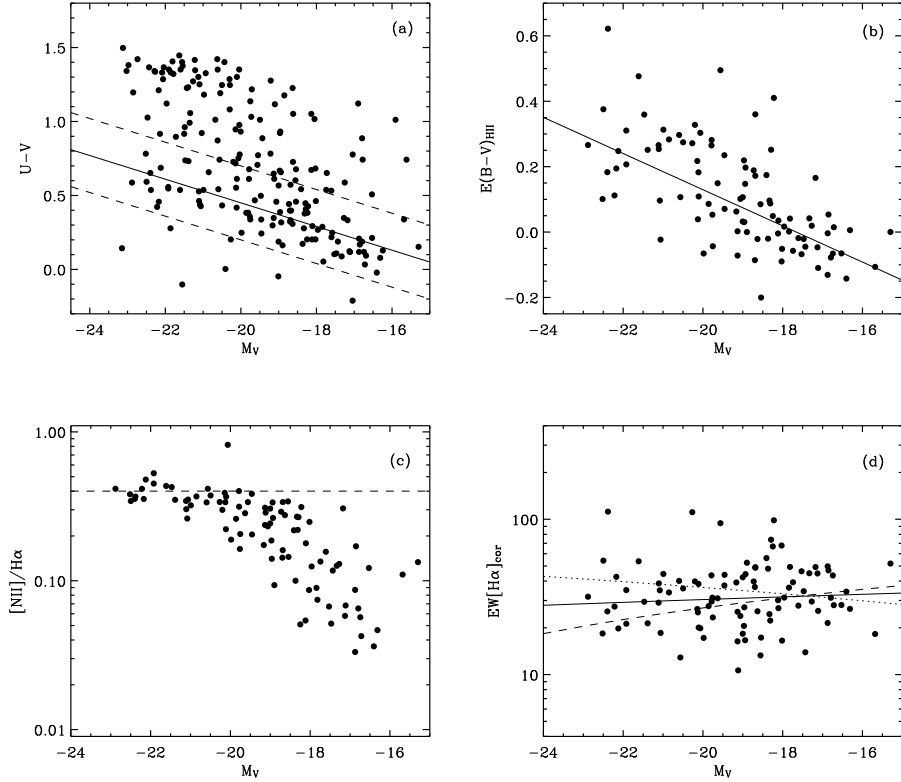 (a)
U−V
1.5
1.0
0.5
0.0
−24
−22
−20
−18
−16
M_V
(b)
E(B−V)_HII
0.6
0.4
0.2
0.0
−0.2
−24
−22
−20
−18
−16
M_V
(c)
[NII]/Hα
1.00
0.10
0.01
−24
−22
−20
−18
−16
M_V
(d)
EW[Hα]_cor
100
10
−24
−22
−20
−18
−16
M_V